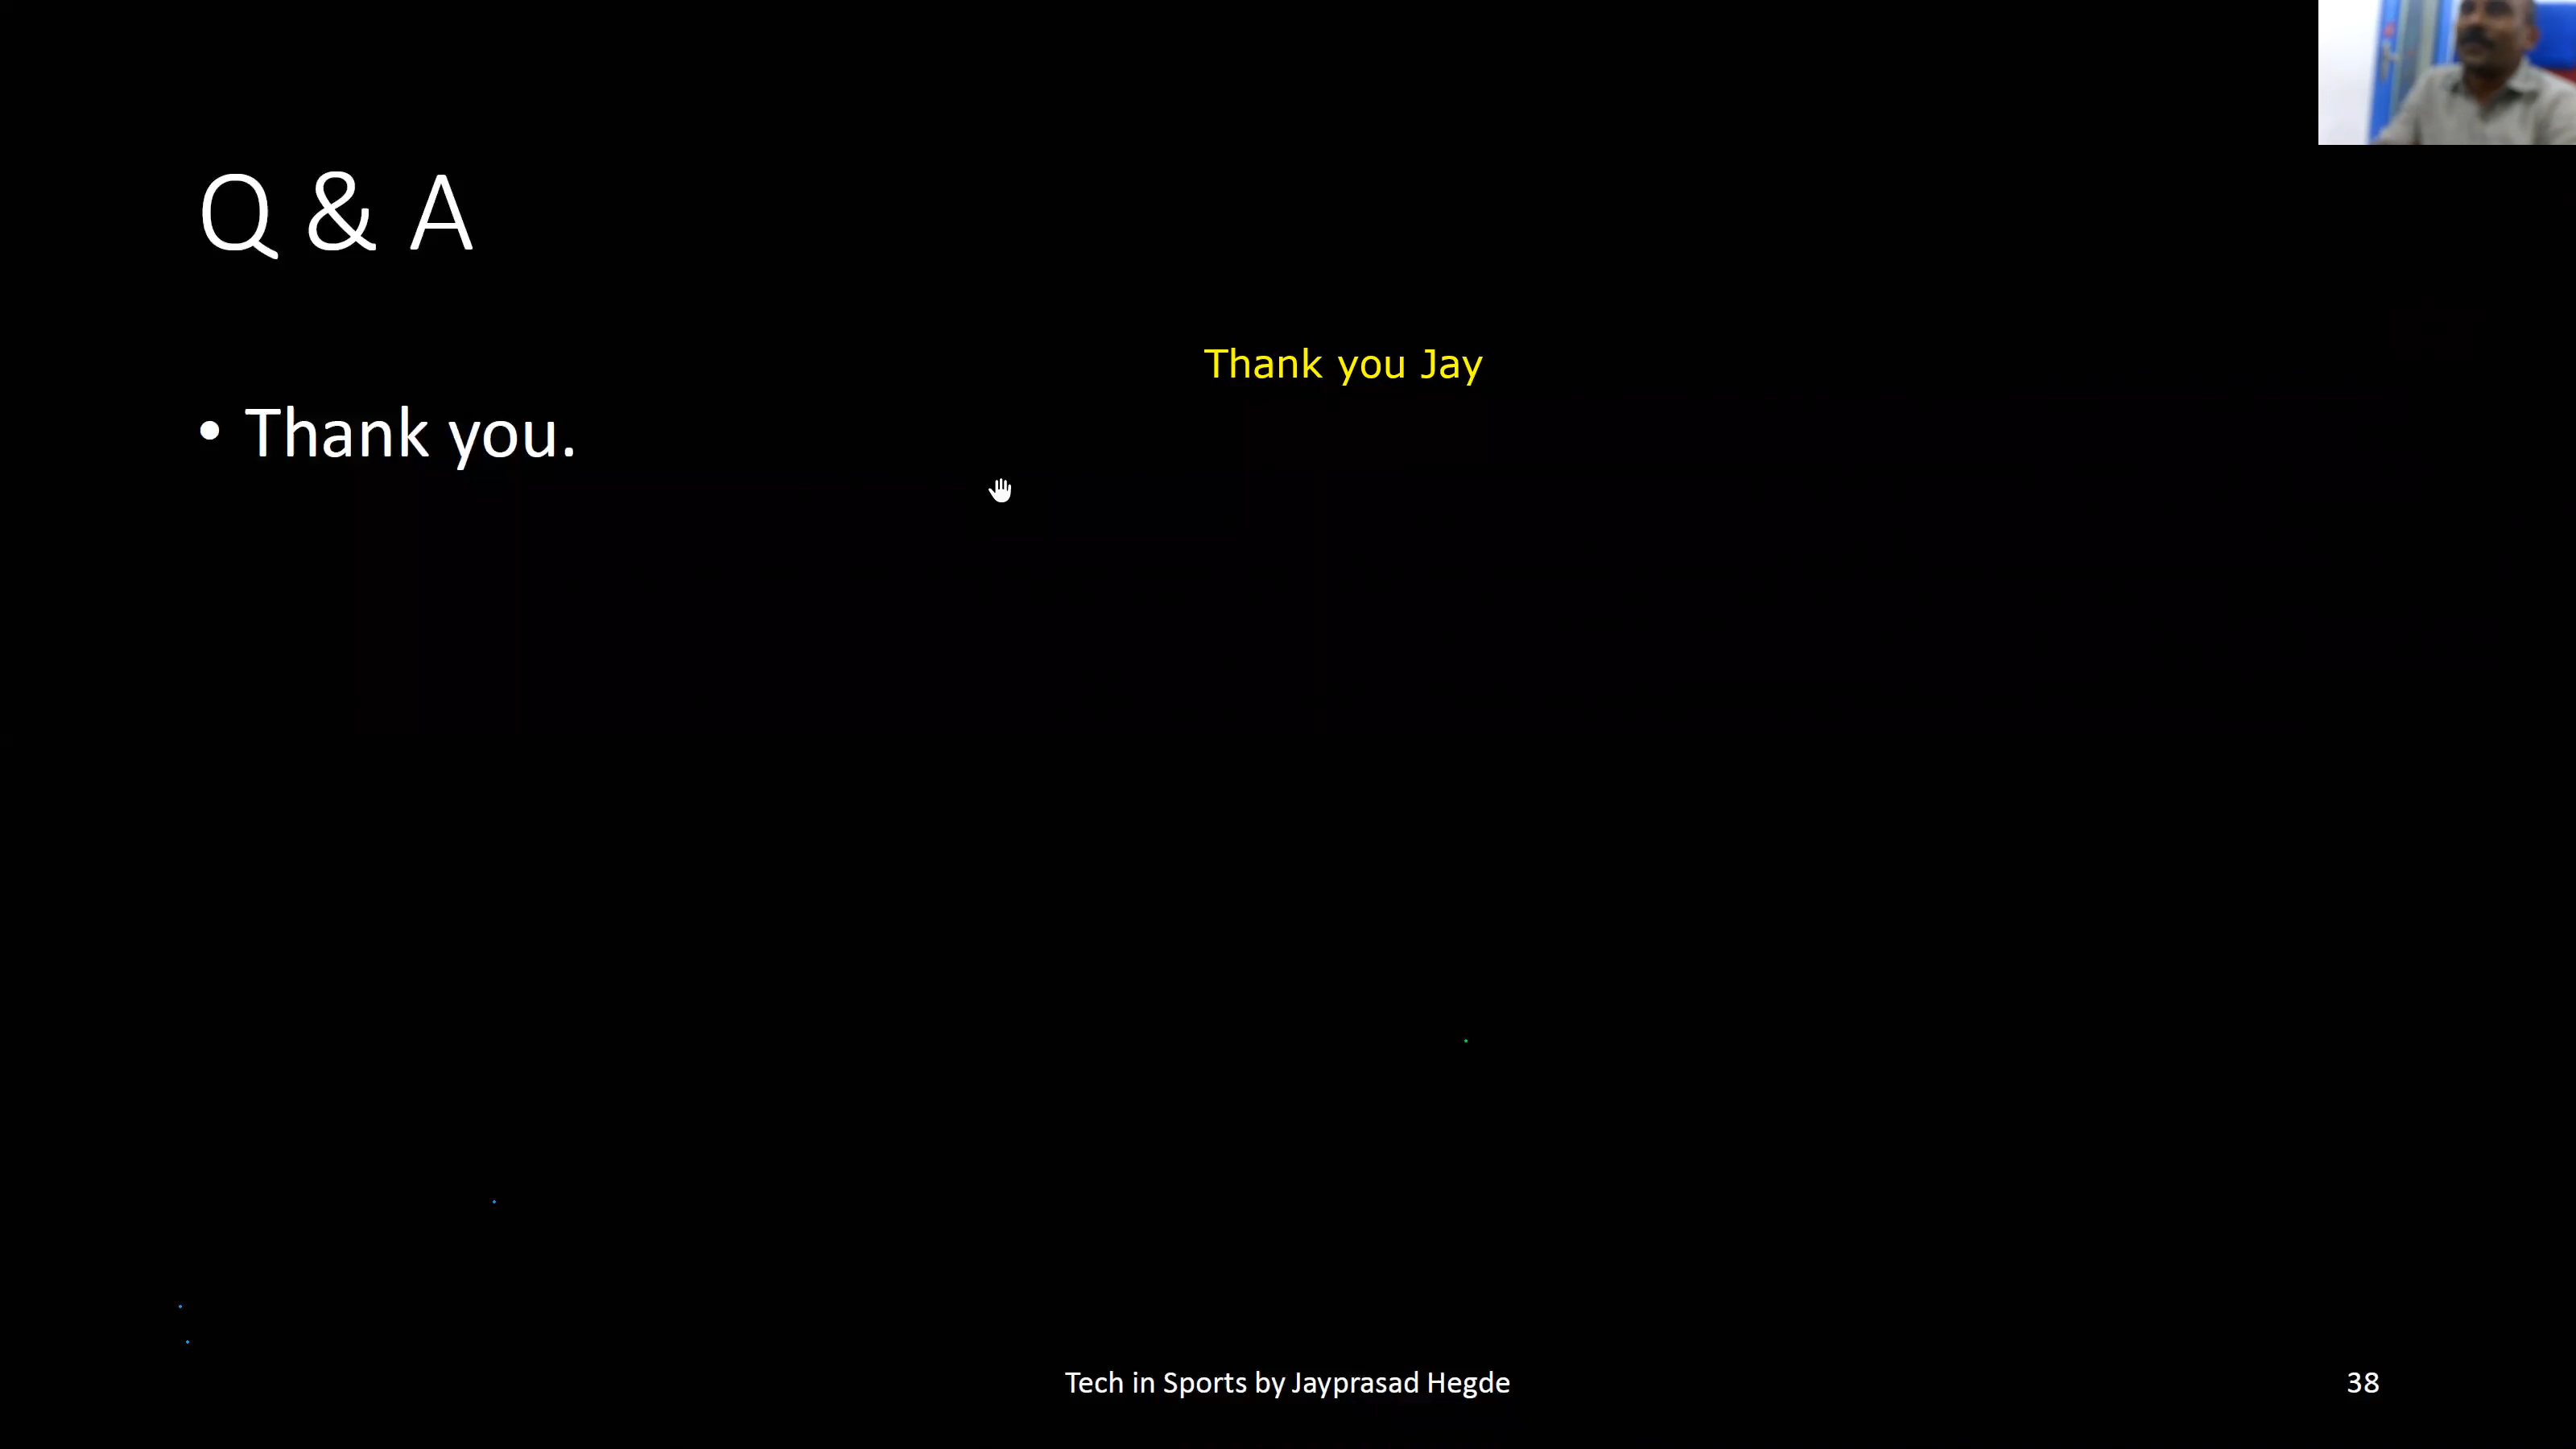 Q & A
Thank you Jay
• Thank you.
Tech in Sports by Jayprasad Hegde
38